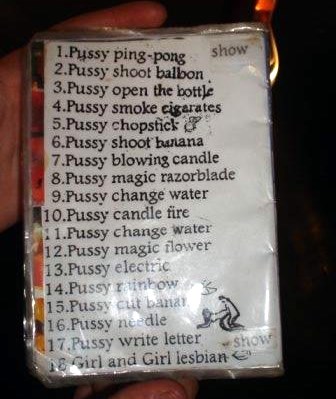 1.Pussy ping-pong show
2.Pussy shoot balbon
3.Pussy open the bottle
4.Pussy smoke cigarates
5.Pussy chopstick
6.Pussy shoot banana
7.Pussy blowing candle
8.Pussy magic razorblade
9.Pussy change water
10.Pussy candle fire
11.Pussy change water
12.Pussy magic flower
13.Pussy electric
14.Pussy rainbow
15.Pussy cut banan
16.Pussy needle
17.Pussy write letter show
18 Girl and Girl lesbian